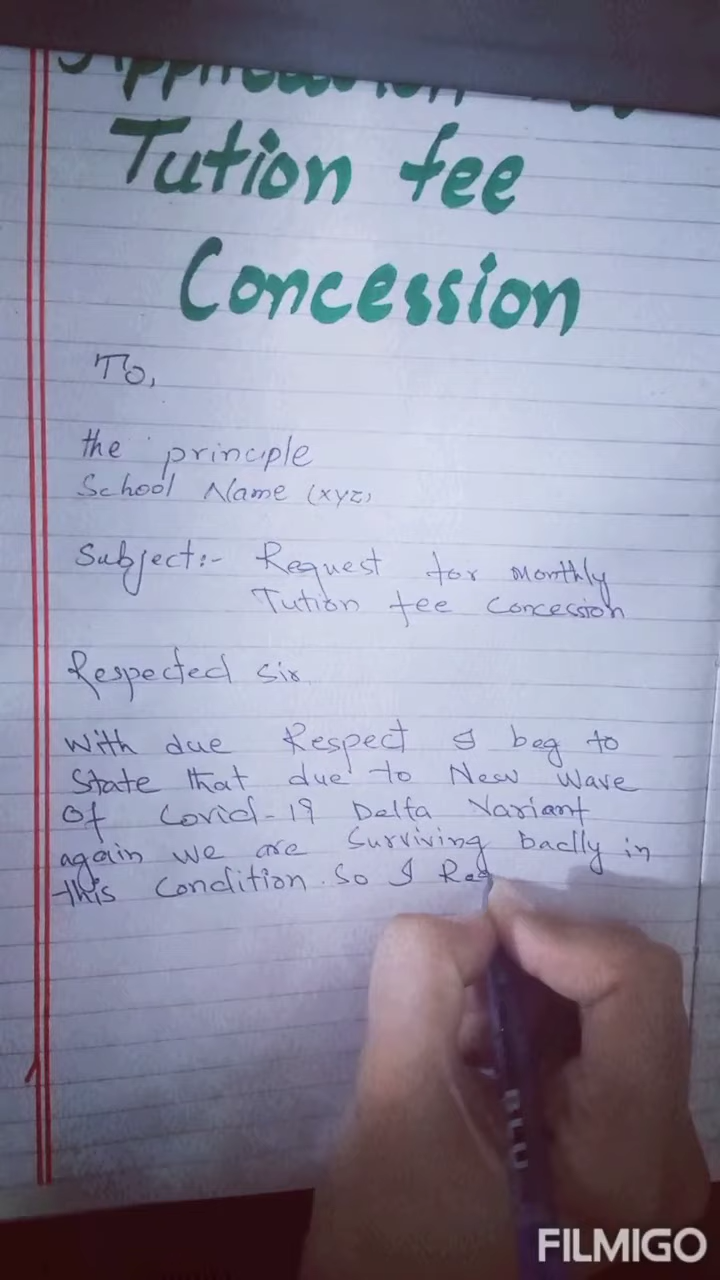 Application
Tution fee
Concession
To,
the principle
School Name (xyz)
Subject:- Request for Monthly
Tution fee concession
Respected sir
With due Respect I beg to
State that due to New Wave
Of Covid-19 Delta Variant
again we are Surviving badly in
this Condition. So I Req
FILMIGO